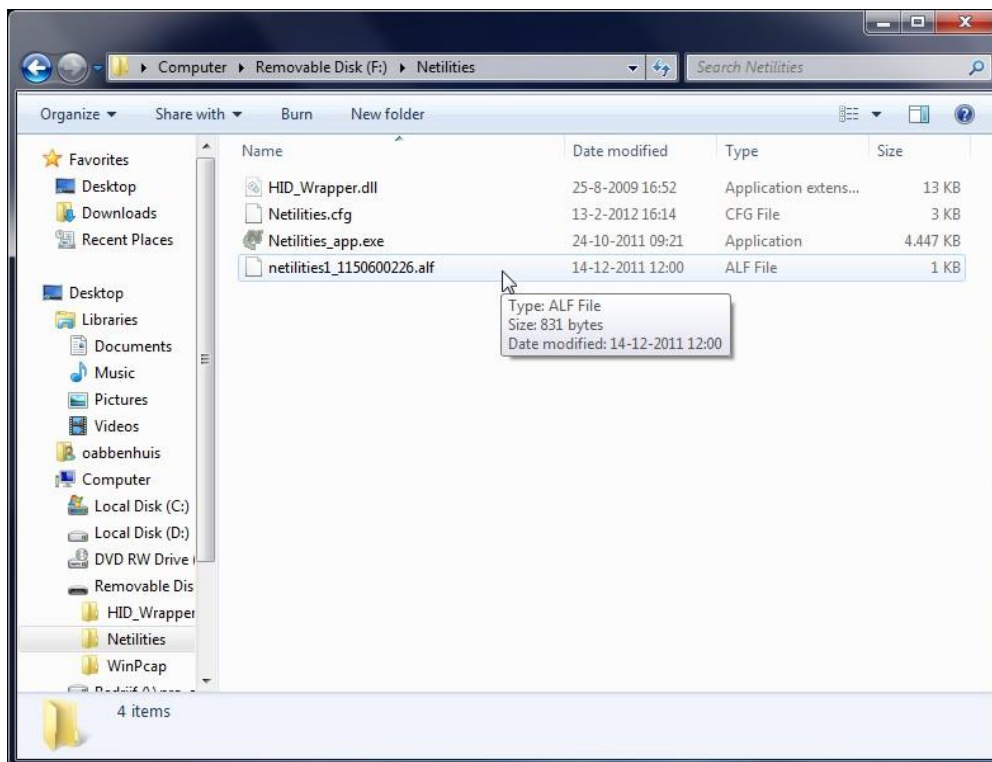 Computer Removable Disk (F:) Netilities Search Netilities
Organize Share with Burn New folder
Name Date modified Type Size
HID_Wrapper.dll 25-8-2009 16:52 Application extens... 13 KB
Netilities.cfg 13-2-2012 16:14 CFG File 3 KB
Netilities_app.exe 24-10-2011 09:21 Application 4.447 KB
netilities1_1150600226.alf 14-12-2011 12:00 ALF File 1 KB
Type: ALF File
Size: 831 bytes
Date modified: 14-12-2011 12:00
Favorites
Desktop
Downloads
Recent Places
Desktop
Libraries
Documents
Music
Pictures
Videos
oabbenhuis
Computer
Local Disk (C:)
Local Disk (D:)
DVD RW Drive (
Removable Dis
HID_Wrapper
Netilities
WinPcap
4 items